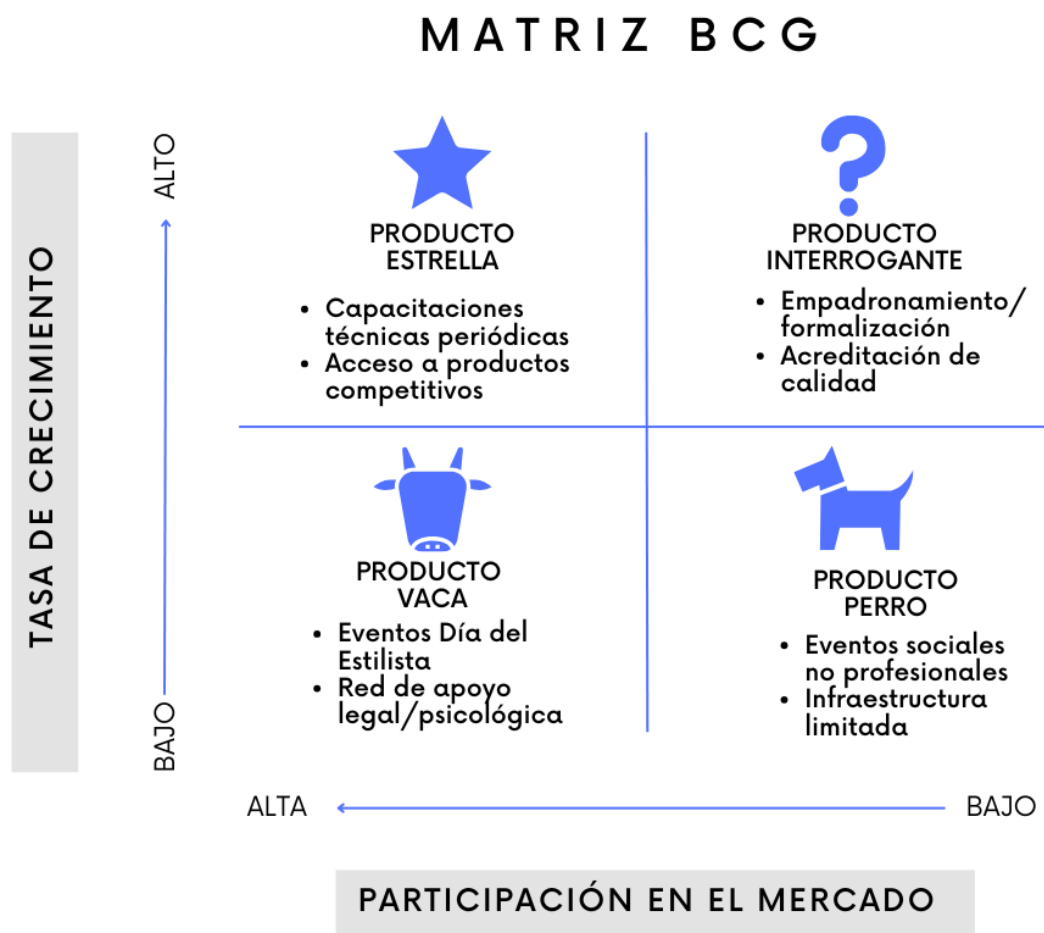 MATRIZ BCG
TASA DE CRECIMIENTO
ALTO
BAJO
PRODUCTO
ESTRELLA
• Capacitaciones
técnicas periódicas
• Acceso a productos
competitivos
PRODUCTO
INTERROGANTE
• Empadronamiento/
formalización
• Acreditación de
calidad
PRODUCTO
VACA
• Eventos Día del
Estilista
• Red de apoyo
legal/psicológica
PRODUCTO
PERRO
• Eventos sociales
no profesionales
• Infraestructura
limitada
ALTA
BAJO
PARTICIPACIÓN EN EL MERCADO